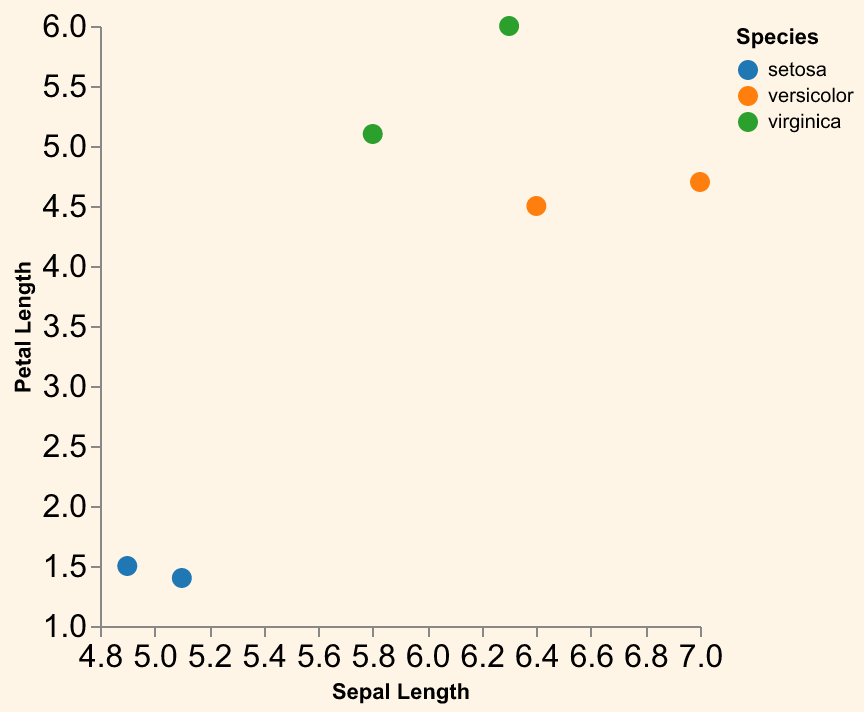 6.0
5.5
5.0
4.5
4.0
3.5
3.0
2.5
2.0
1.5
1.0
Petal Length
4.8 5.0 5.2 5.4 5.6 5.8 6.0 6.2 6.4 6.6 6.8 7.0
Sepal Length
Species
setosa
versicolor
virginica